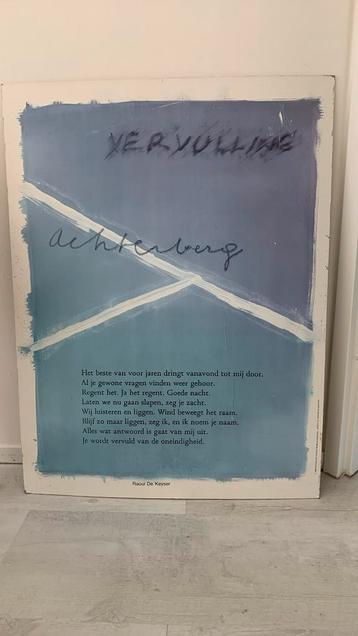 VERVULLING
achterberg
Het beste van voor jaren dringt vanavond tot mij door.
Al je gewone vragen vinden weer gehoor.
Regent het. Ja het regent. Goede nacht.
Laten we nu gaan slapen, zeg je zacht.
Wij luisteren en liggen. Wind beweegt het raam.
Blijf zo maar liggen, zeg ik, en ik noem je naam.
Alles wat antwoord is gaat van mij uit.
Je wordt vervuld van de oneindigheid.
Raoul De Keyser